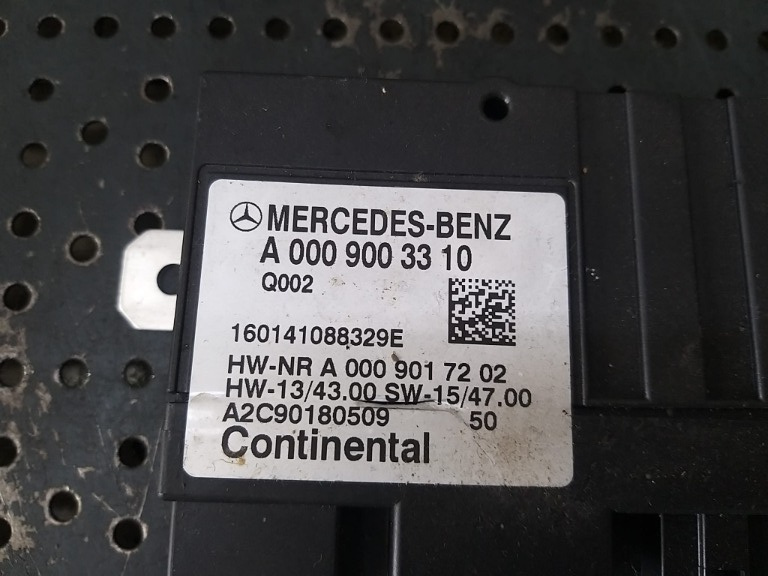 MERCEDES-BENZ
A 000 900 33 10
Q002
160141088329E
HW-NR A 000 901 72 02
HW-13/43.00 SW-15/47.00
A2C90180509 50
Continental